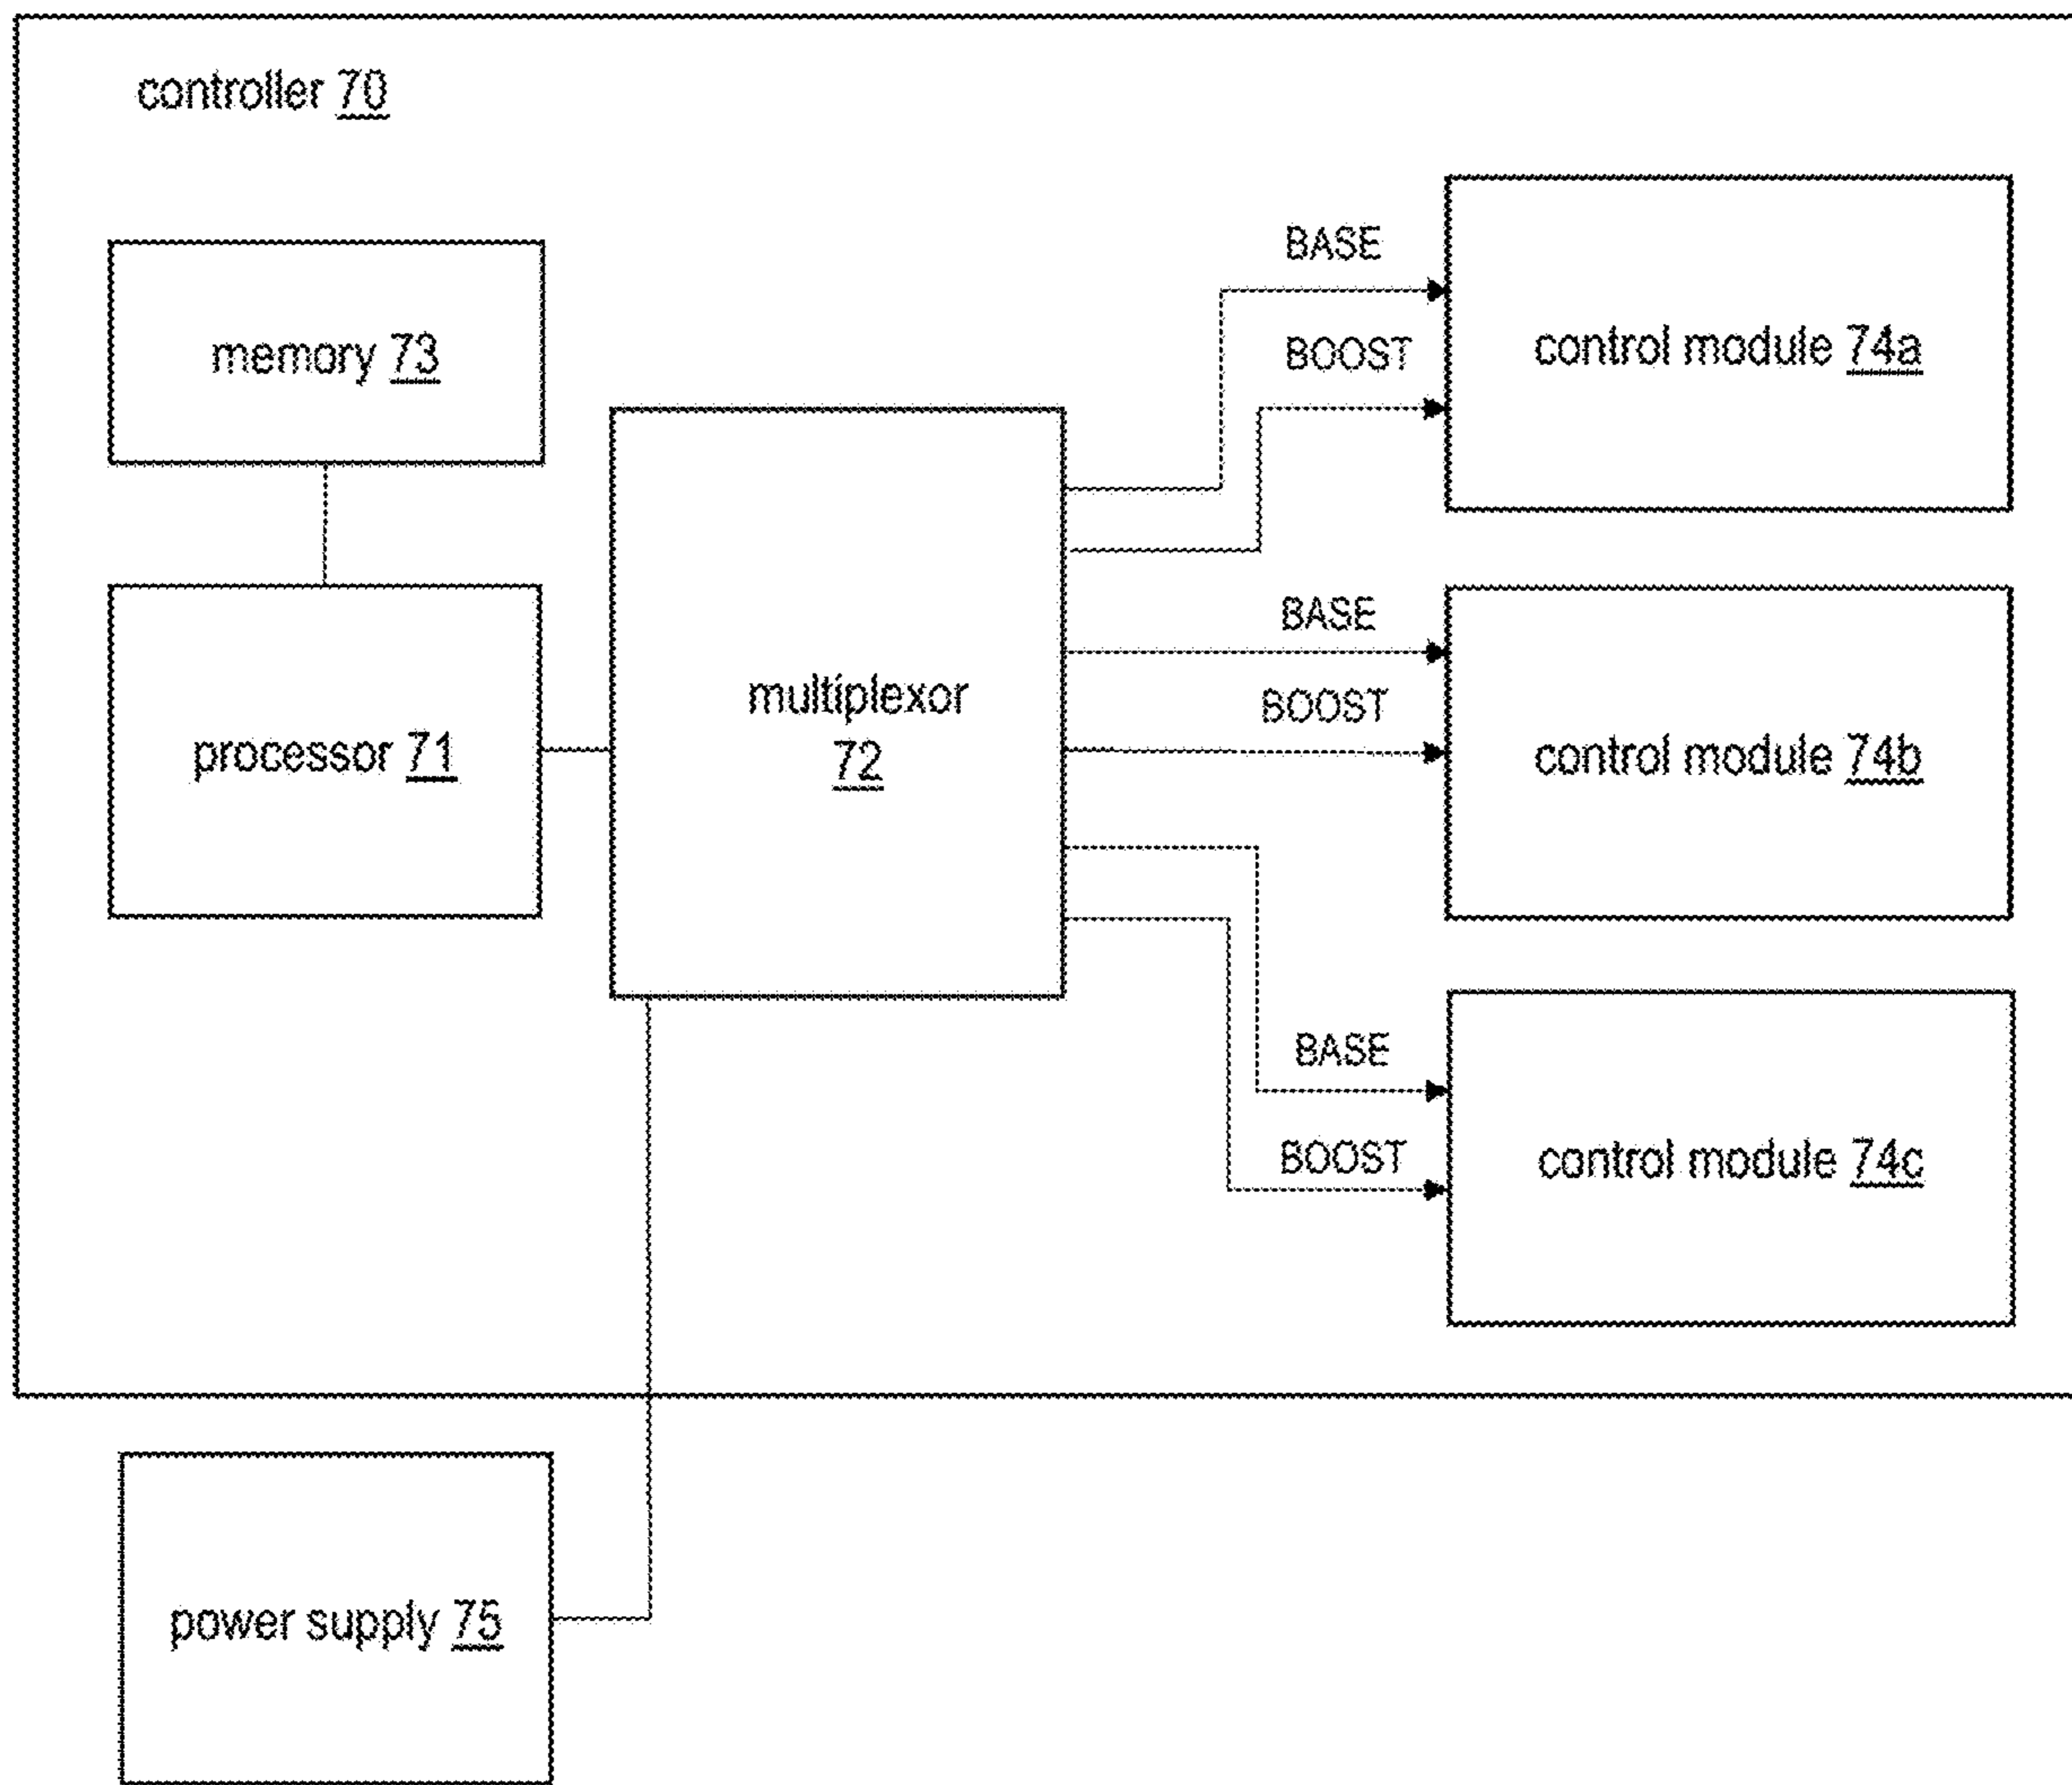 controller 70
memory 73
processor 71
multiplexor
72
BASE
BOOST
control module 74a
BASE
BOOST
control module 74b
BASE
BOOST
control module 74c
power supply 75